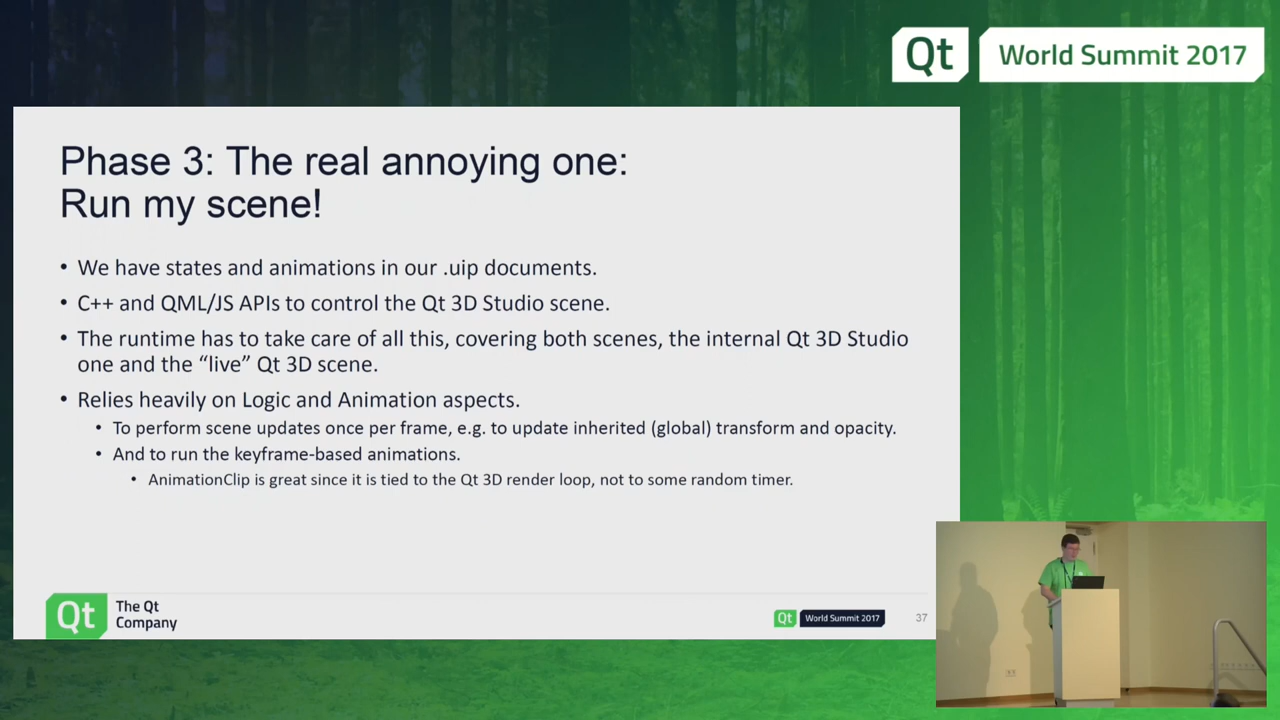 Qt World Summit 2017
Phase 3: The real annoying one:
Run my scene!
• We have states and animations in our .uip documents.
• C++ and QML/JS APIs to control the Qt 3D Studio scene.
• The runtime has to take care of all this, covering both scenes, the internal Qt 3D Studio
one and the “live” Qt 3D scene.
• Relies heavily on Logic and Animation aspects.
• To perform scene updates once per frame, e.g. to update inherited (global) transform and opacity.
• And to run the keyframe-based animations.
• AnimationClip is great since it is tied to the Qt 3D render loop, not to some random timer.
Qt The Qt
Company
Qt World Summit 2017
37